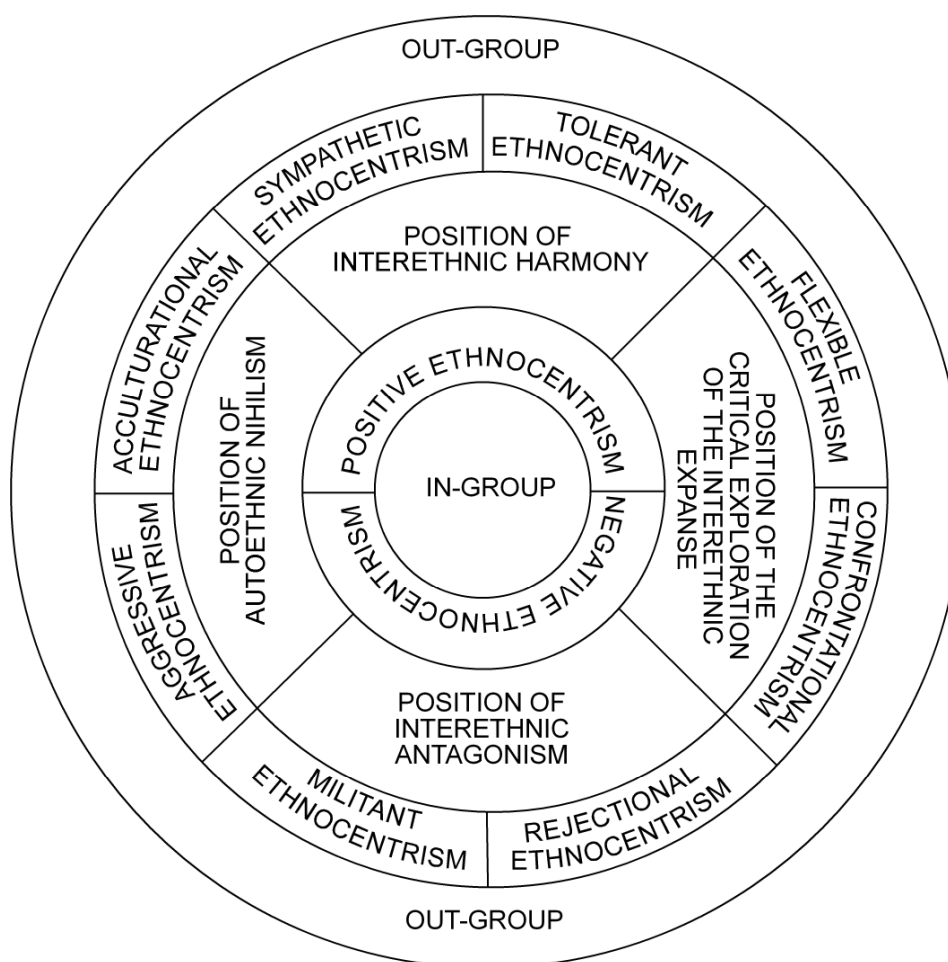 OUT-GROUP
SYMPATHETIC
ETHNOCENTRISM
TOLERANT
ETHNOCENTRISM
ACCULTURATIONAL
ETHNOCENTRISM
FLEXIBLE
ETHNOCENTRISM
POSITION OF
INTERETHNIC HARMONY
POSITION OF
AUTOETHNIC NIHILISM
POSITIVE ETHNOCENTRISM
IN-GROUP
NEGATIVE ETHNOCENTRISM
POSITION OF THE
CRITICAL EXPLORATION
OF THE INTERETHNIC
EXPANSE
AGGRESSIVE
ETHNOCENTRISM
CONFRONTATIONAL
ETHNOCENTRISM
POSITION OF
INTERETHNIC
ANTAGONISM
MILITANT
ETHNOCENTRISM
REJECTIONAL
ETHNOCENTRISM
OUT-GROUP